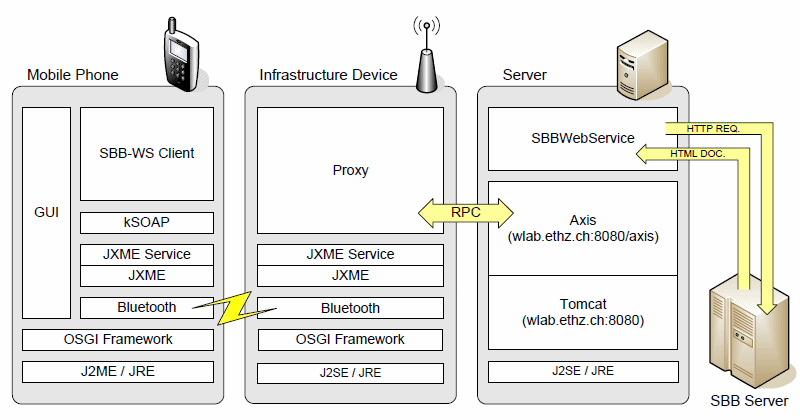 Mobile Phone
GUI
SBB-WS Client
kSOAP
JXME Service
JXME
Bluetooth
OSGI Framework
J2ME / JRE
Infrastructure Device
Proxy
JXME Service
JXME
Bluetooth
OSGI Framework
J2SE / JRE
RPC
Server
SBBWebService
Axis
(wlab.ethz.ch:8080/axis)
Tomcat
(wlab.ethz.ch:8080)
J2SE / JRE
HTTP REQ.
HTML DOC.
SBB Server